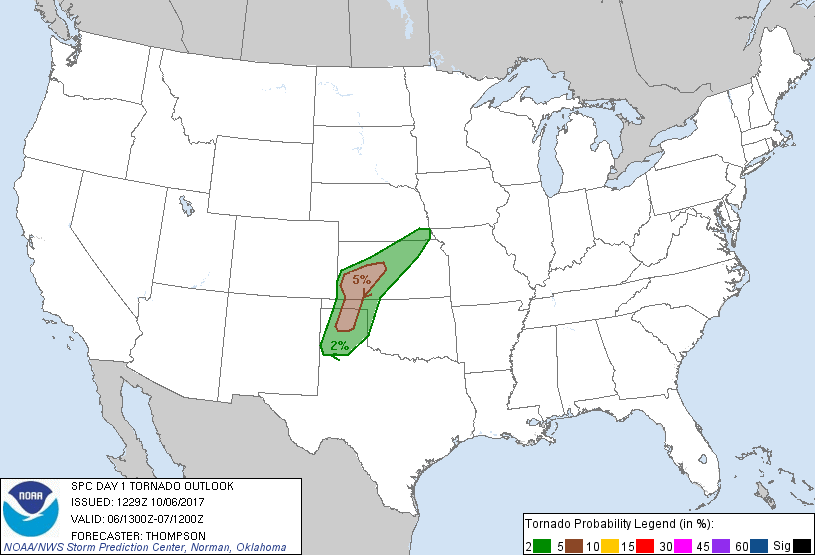 5%
2%
NOAA
SPC DAY 1 TORNADO OUTLOOK
ISSUED: 1229Z 10/06/2017
VALID: 06/1300Z-07/1200Z
FORECASTER: THOMPSON
NOAA/NWS Storm Prediction Center, Norman, Oklahoma
Tornado Probability Legend (in %):
2 5 10 15 30 45 60 Sig